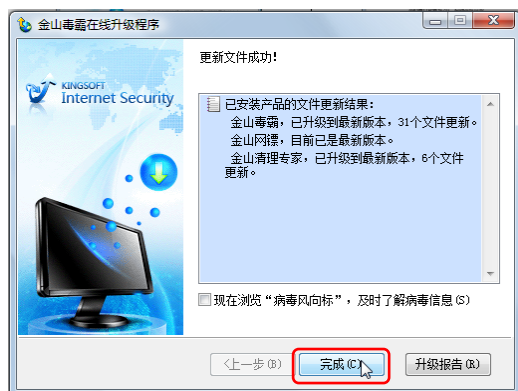 金山毒霸在线升级程序
KINGSOFT
Internet Security
更新文件成功!
已安装产品的文件更新结果:
金山毒霸，已升级到最新版本，31个文件更新。
金山网镖，目前已是最新版本。
金山清理专家，已升级到最新版本，6个文件
更新。
现在浏览“病毒风向标”，及时了解病毒信息(S)
<上一步(B)
完成(C)
升级报告(R)